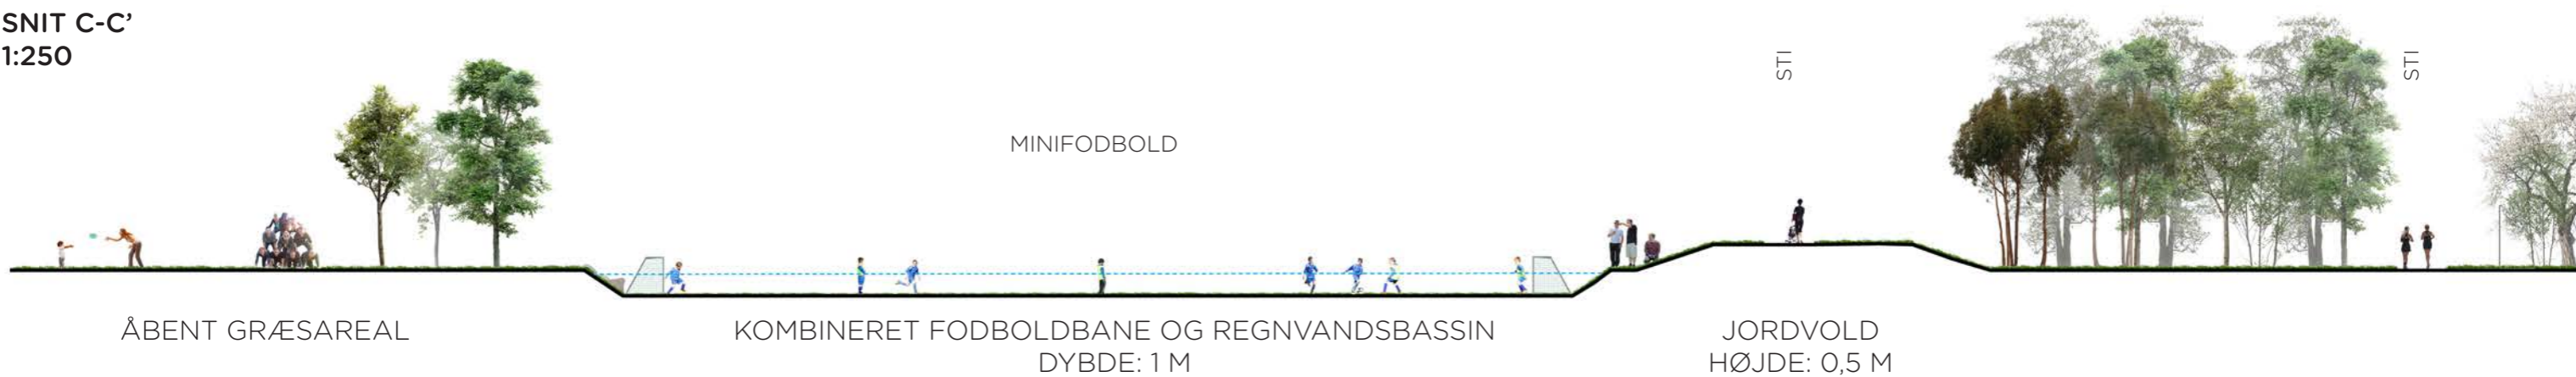 SNIT C-C’
1:250
STI
STI
MINIFODBOLD
ÅBENT GRÆSAREAL
KOMBINERET FODBOLDBANE OG REGNVANDSBASSIN
DYBDE: 1 M
JORDVOLD
HØJDE: 0,5 M